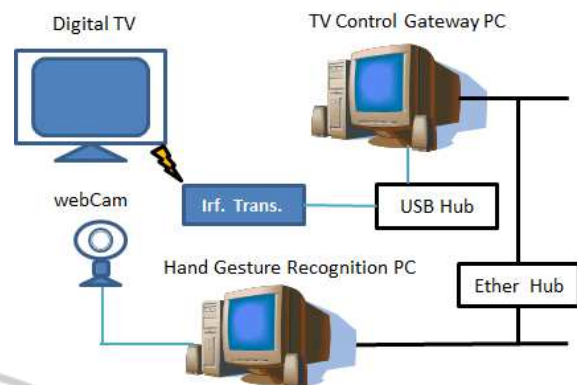 Digital TV
TV Control Gateway PC
webCam
Irf. Trans.
USB Hub
Hand Gesture Recognition PC
Ether Hub